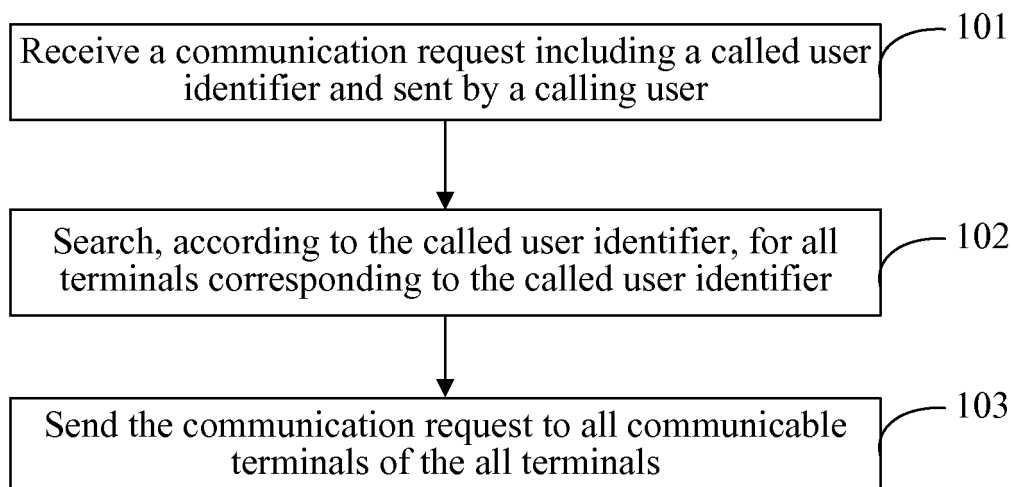 Receive a communication request including a called user
identifier and sent by a calling user
101
Search, according to the called user identifier, for all
terminals corresponding to the called user identifier
102
Send the communication request to all communicable
terminals of the all terminals
103